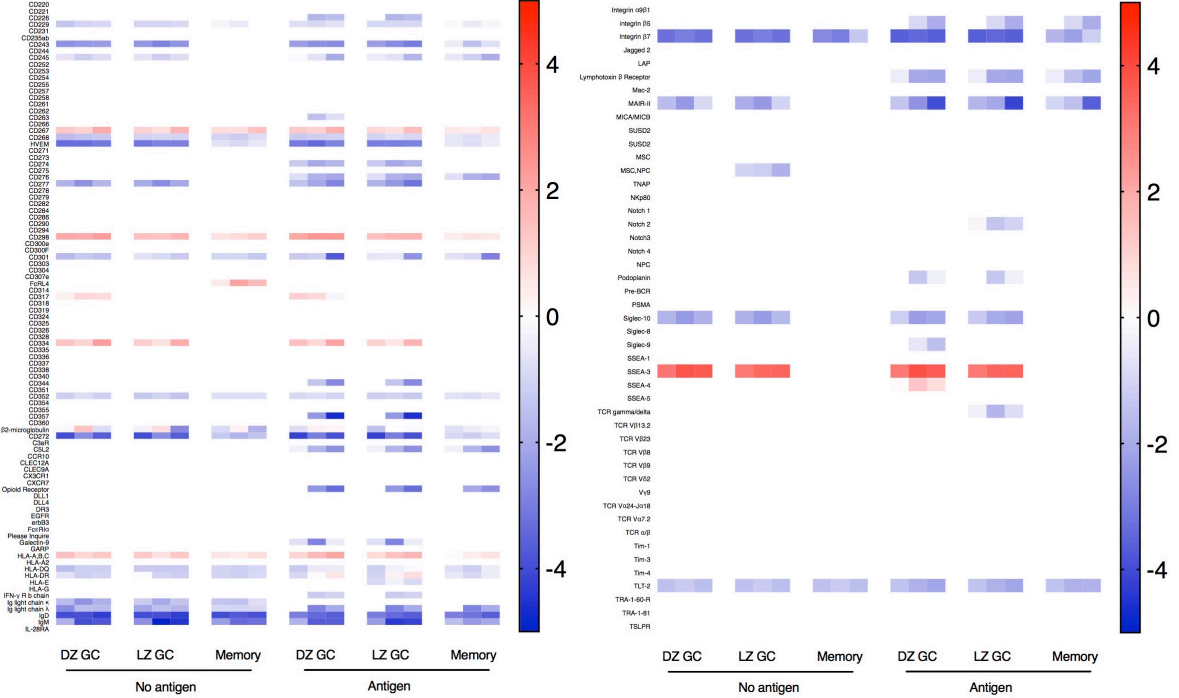 CD220
CD221
CD226
CD229
CD231
CD235ab
CD243
CD244
CD245
CD252
CD253
CD254
CD255
CD257
CD258
CD261
CD262
CD263
CD266
CD267
CD268
HVEM
CD271
CD273
CD274
CD275
CD276
CD277
CD278
CD279
CD282
CD284
CD286
CD290
CD294
CD298
CD300e
CD300F
CD301
CD303
CD304
CD307e
FcRL4
CD314
CD317
CD318
CD319
CD324
CD325
CD326
CD328
CD334
CD335
CD336
CD337
CD338
CD340
CD344
CD351
CD352
CD354
CD355
CD357
CD360
β2-microglobulin
CD272
C3aR
C5L2
CCR10
CLEC12A
CLEC9A
CX3CR1
CXCR7
Opioid Receptor
DLL1
DLL4
DR3
EGFR
erbB3
FcεRIα
Please Inquire
Galectin-9
GARP
HLA-A,B,C
HLA-A2
HLA-DQ
HLA-DR
HLA-E
HLA-G
IFN-γ R b chain
Ig light chain κ
Ig light chain λ
IgD
IgM
IL-28RA
DZ GC LZ GC Memory DZ GC LZ GC Memory
No antigen Antigen
4
2
0
-2
-4
Integrin α9β1
integrin β5
Integrin β7
Jagged 2
LAP
Lymphotoxin β Receptor
Mac-2
MAIR-II
MICA/MICB
SUSD2
SUSD2
MSC
MSC,NPC
TNAP
NKp80
Notch 1
Notch 2
Notch3
Notch 4
NPC
Podoplanin
Pre-BCR
PSMA
Siglec-10
Siglec-8
Siglec-9
SSEA-1
SSEA-3
SSEA-4
SSEA-5
TCR gamma/delta
TCR Vβ13.2
TCR Vβ23
TCR Vβ8
TCR Vβ9
TCR Vδ2
Vγ9
TCR Vα24-Jα18
TCR Vα7.2
TCR α/β
Tim-1
Tim-3
Tim-4
TLT-2
TRA-1-60-R
TRA-1-81
TSLPR
DZ GC LZ GC Memory DZ GC LZ GC Memory
No antigen Antigen
4
2
0
-2
-4